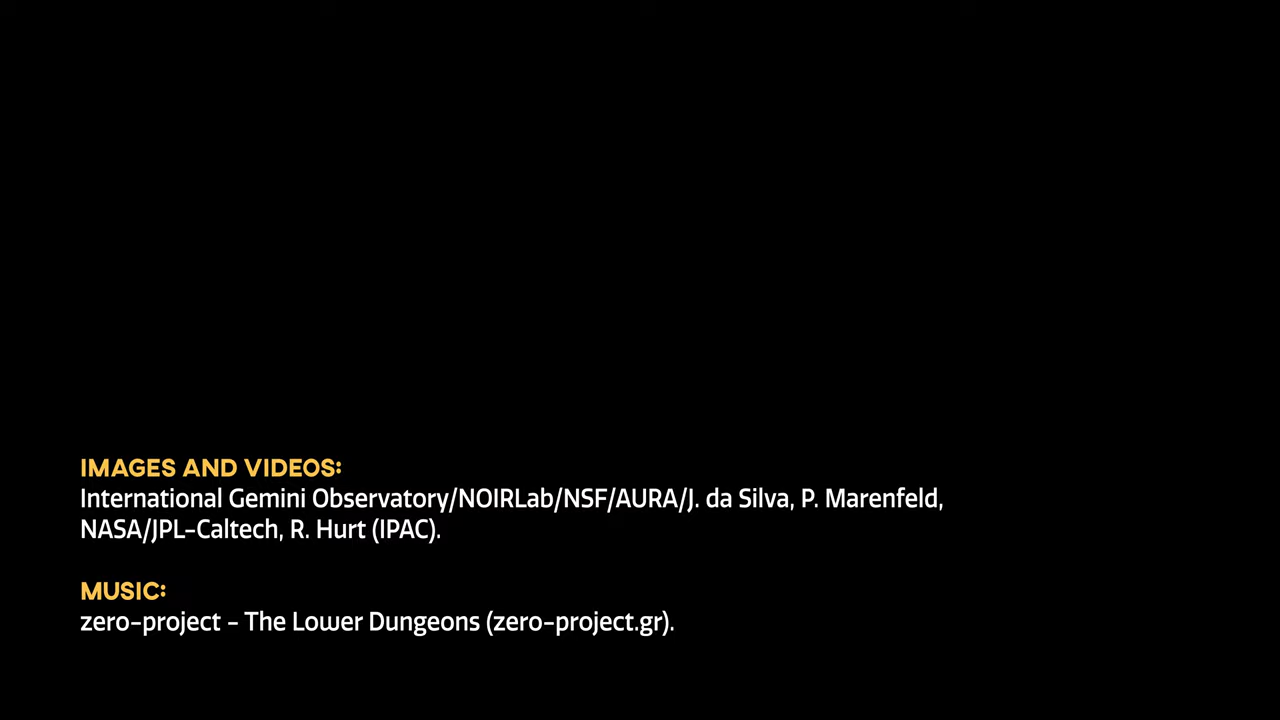 IMAGES AND VIDEOS:
International Gemini Observatory/NOIRLab/NSF/AURA/J. da Silva, P. Marenfeld,
NASA/JPL-Caltech, R. Hurt (IPAC).
MUSIC:
zero-project - The Lower Dungeons (zero-project.gr).